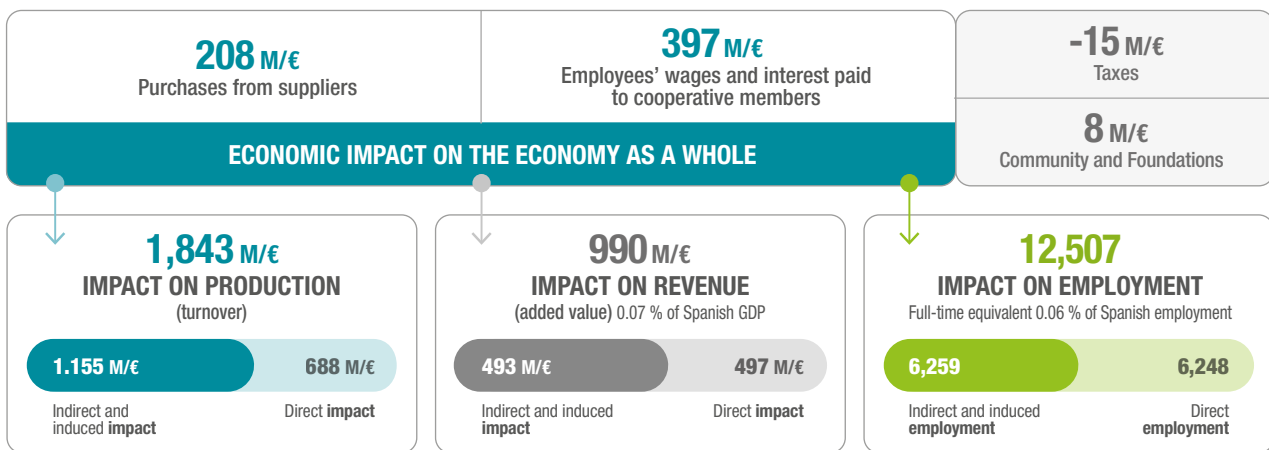 208 M/€
Purchases from suppliers
397 M/€
Employees' wages and interest paid
to cooperative members
-15 M/€
Taxes
8 M/€
Community and Foundations
ECONOMIC IMPACT ON THE ECONOMY AS A WHOLE
1,843 M/€
IMPACT ON PRODUCTION
(turnover)
1.155 M/€
688 M/€
Indirect and
induced impact
Direct impact
990 M/€
IMPACT ON REVENUE
(added value) 0.07 % of Spanish GDP
493 M/€
497 M/€
Indirect and induced
impact
Direct impact
12,507
IMPACT ON EMPLOYMENT
Full-time equivalent 0.06 % of Spanish employment
6,259
6,248
Indirect and induced
employment
Direct
employment